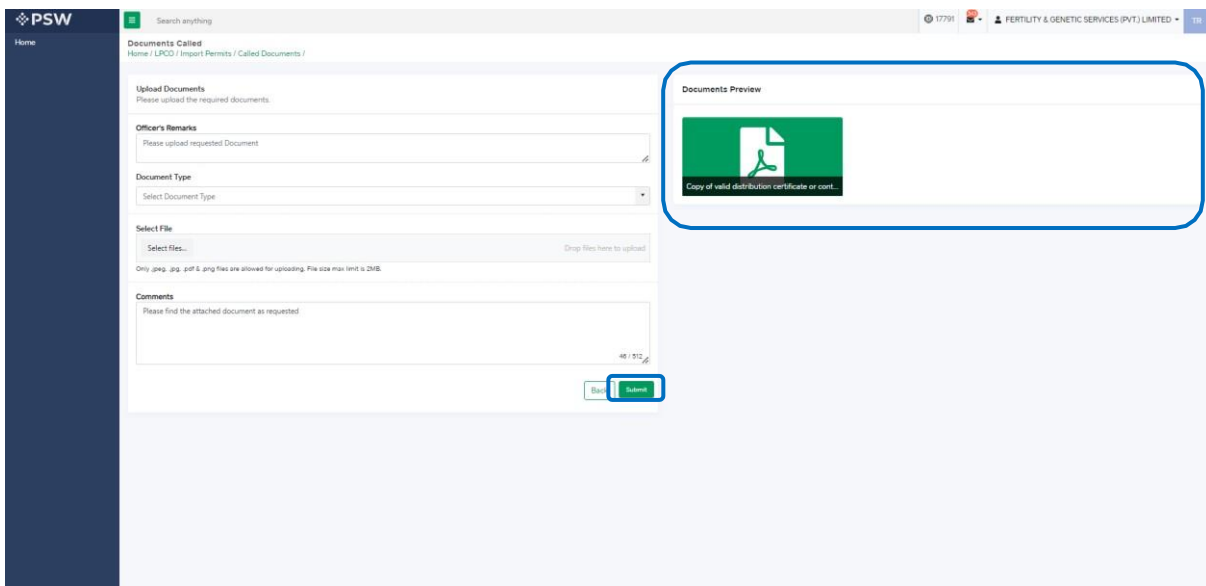 PSW
Search anything
17791
FERTILITY & GENETIC SERVICES (PVT.) LIMITED
TR
Home
Documents Called
Home / LPCO / Import Permits / Called Documents /
Upload Documents
Please upload the required documents.
Officer's Remarks
Please upload requested Document
Document Type
Select Document Type
Select File
Select files...
Drop files here to upload
Only .jpeg, .jpg, .pdf & .png files are allowed for uploading. File size max limit is 2MB.
Comments
Please find the attached document as requested
46 / 512
Back
Submit
Documents Preview
Copy of valid distribution certificate or cont...